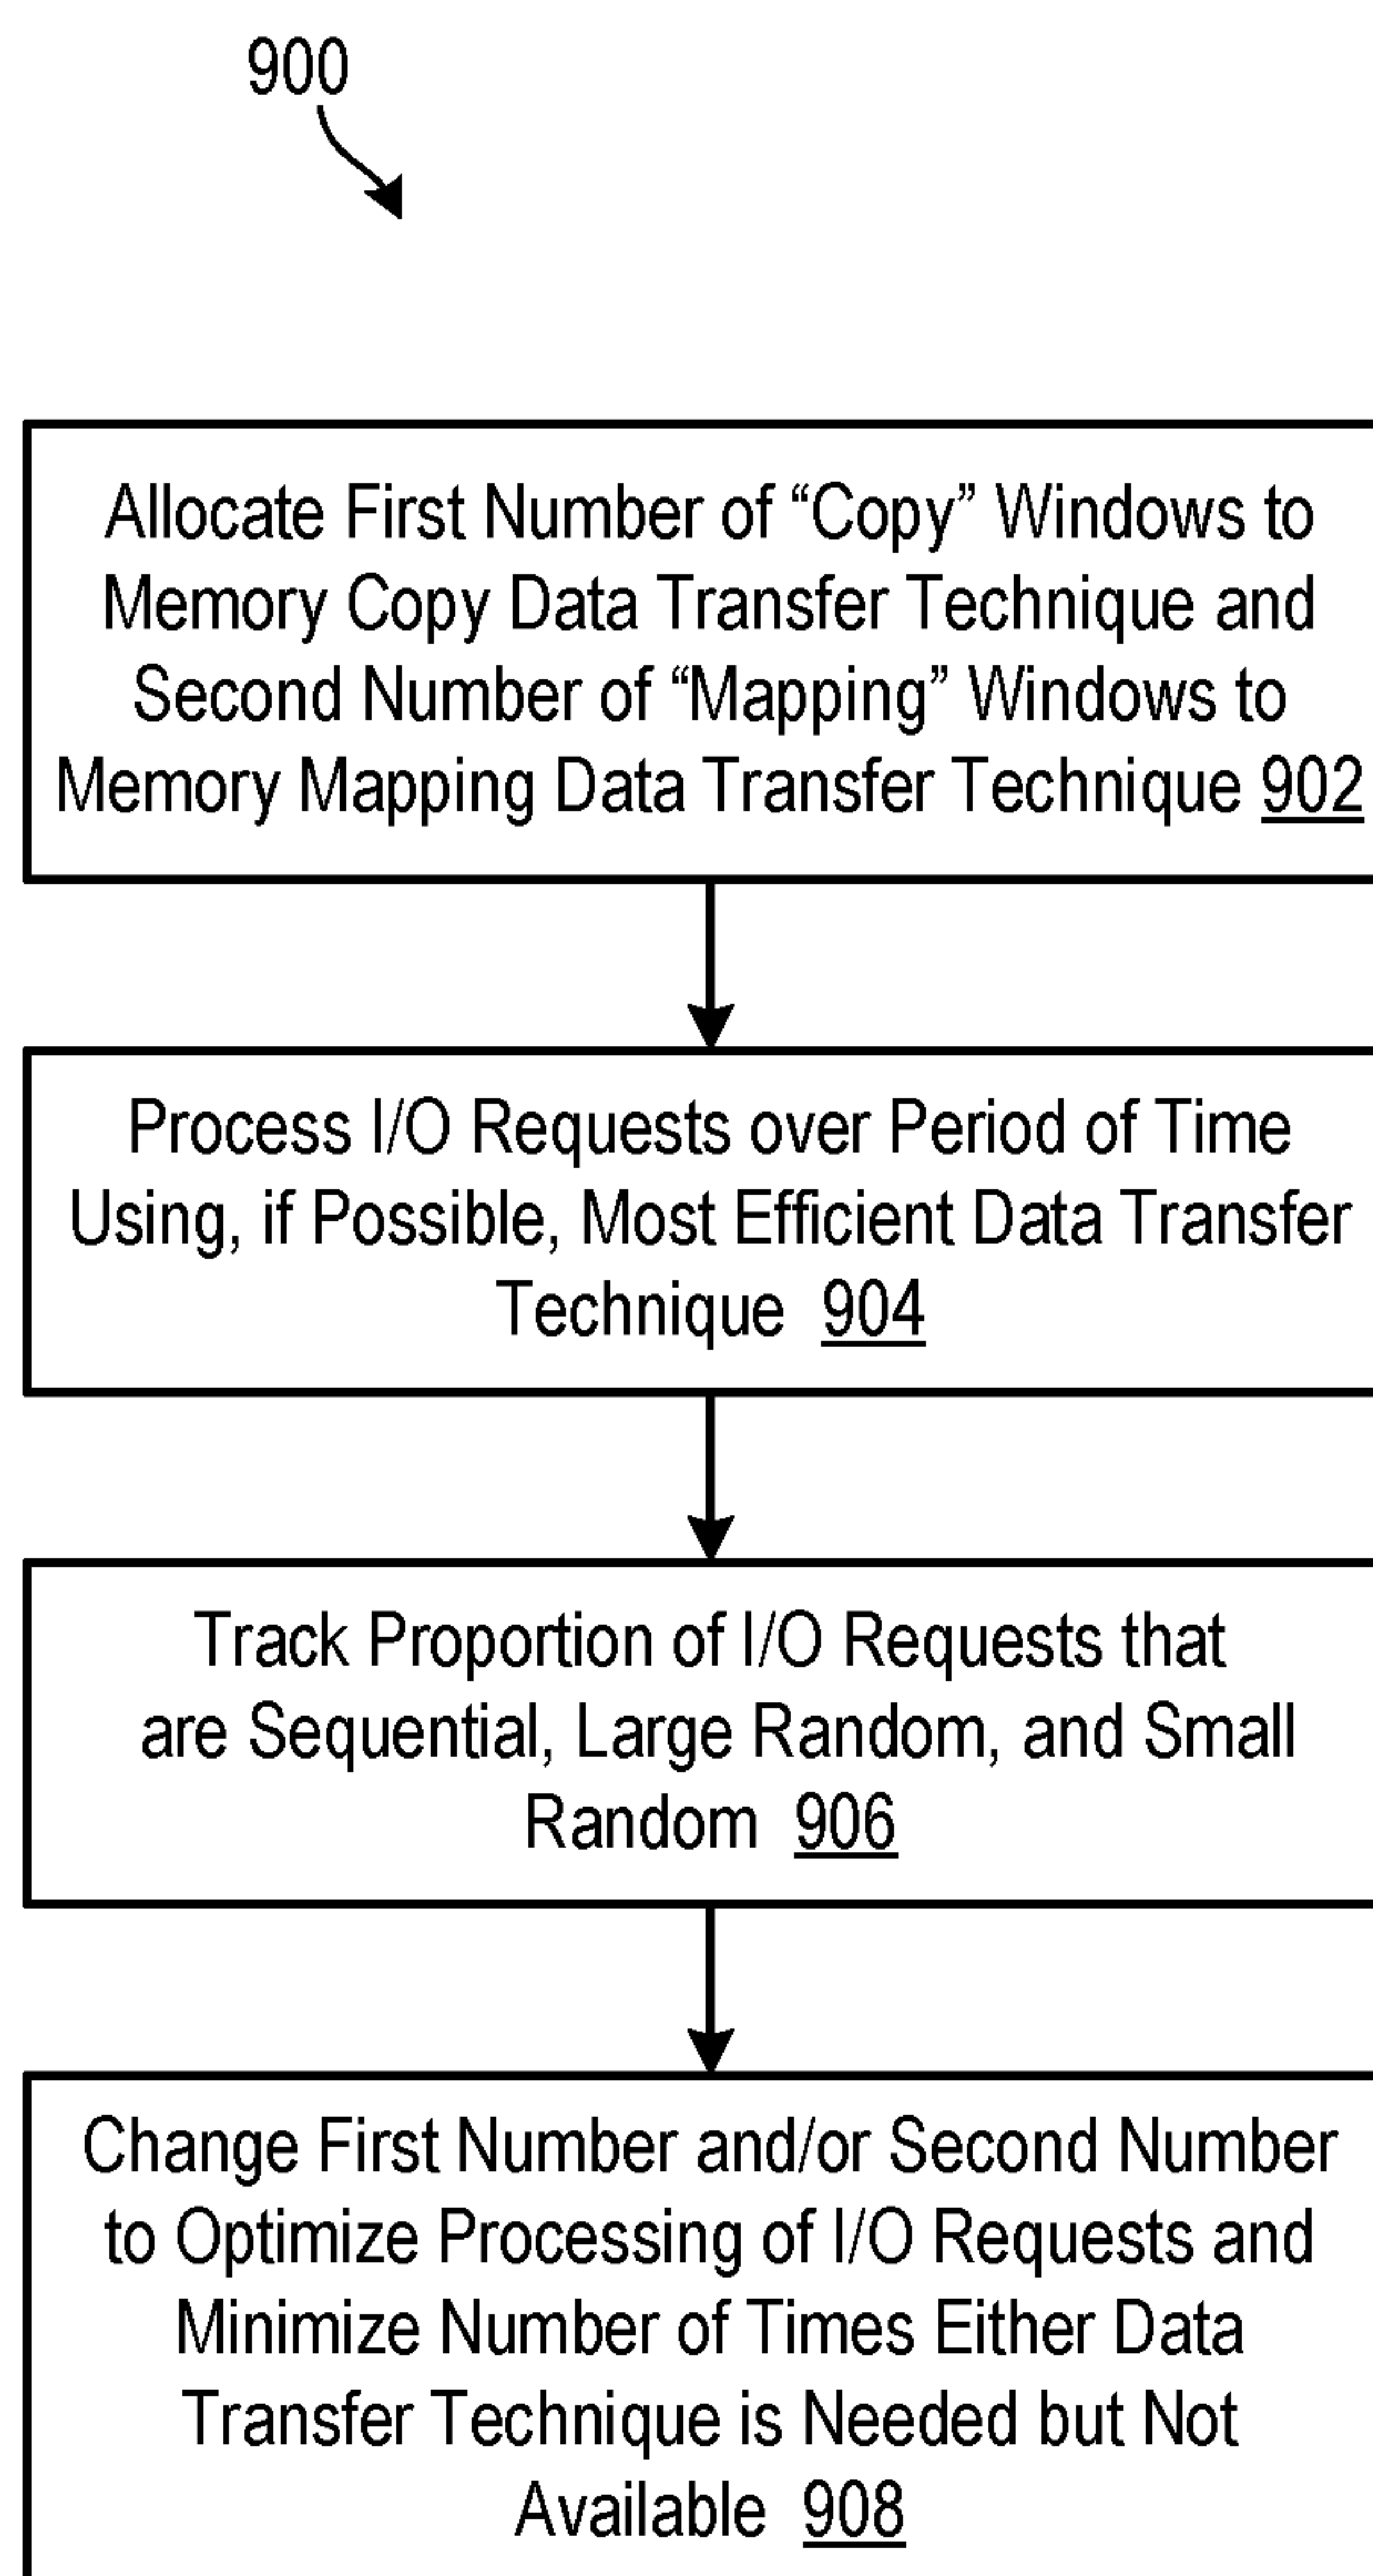 900
Allocate First Number of “Copy” Windows to
Memory Copy Data Transfer Technique and
Second Number of “Mapping” Windows to
Memory Mapping Data Transfer Technique 902
Process I/O Requests over Period of Time
Using, if Possible, Most Efficient Data Transfer
Technique 904
Track Proportion of I/O Requests that
are Sequential, Large Random, and Small
Random 906
Change First Number and/or Second Number
to Optimize Processing of I/O Requests and
Minimize Number of Times Either Data
Transfer Technique is Needed but Not
Available 908